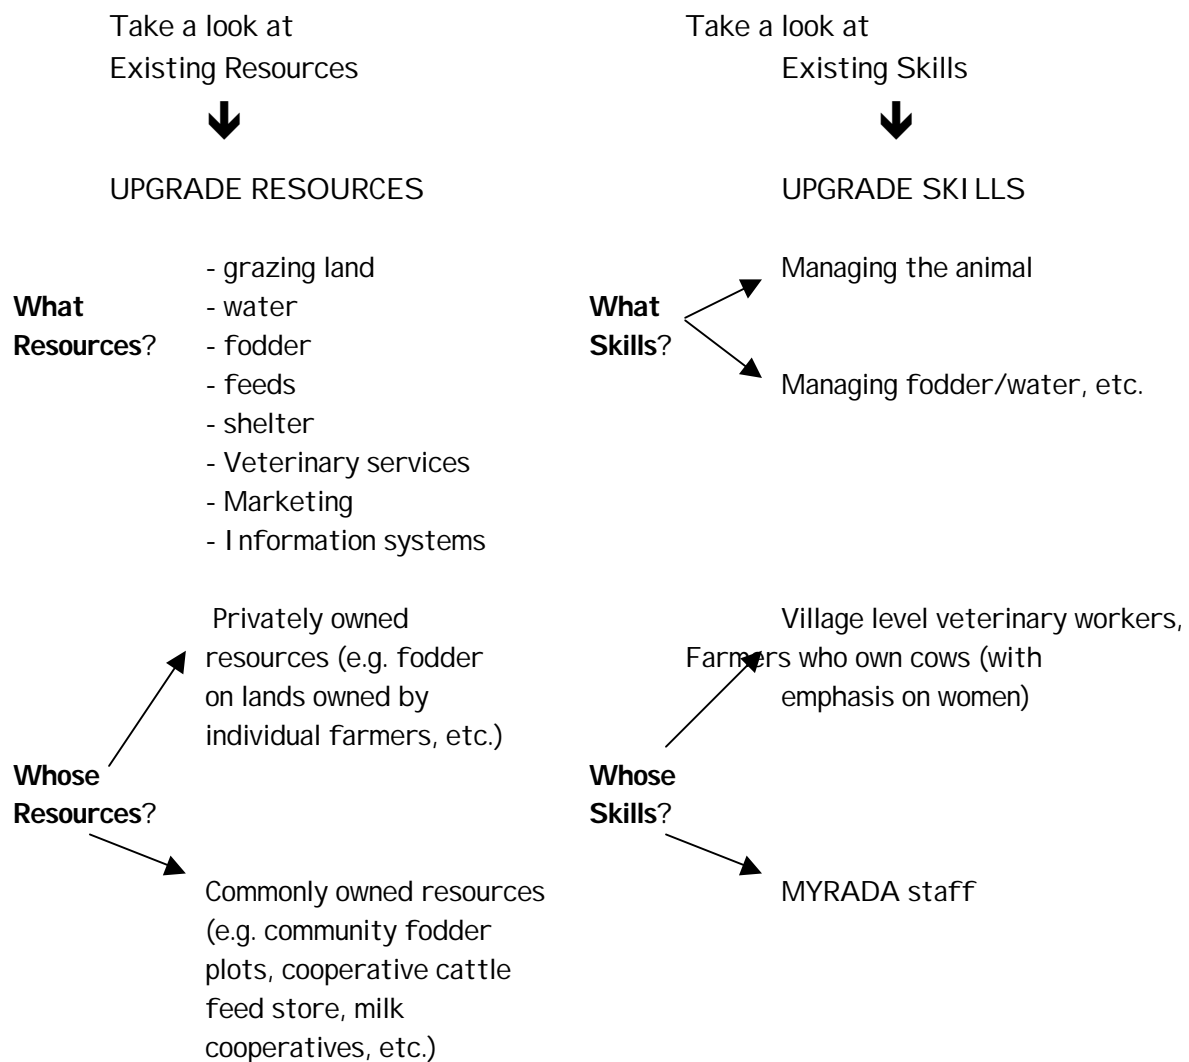 Take a look at
Existing Resources
UPGRADE RESOURCES
What
Resources?
- grazing land
- water
- fodder
- feeds
- shelter
- Veterinary services
- Marketing
- Information systems
Privately owned
resources (e.g. fodder
on lands owned by
individual farmers, etc.)
Whose
Resources?
Commonly owned resources
(e.g. community fodder
plots, cooperative cattle
feed store, milk
cooperatives, etc.)
Take a look at
Existing Skills
UPGRADE SKILLS
What
Skills?
Managing the animal
Managing fodder/water, etc.
Village level veterinary workers,
Farmers who own cows (with
emphasis on women)
Whose
Skills?
MYRADA staff